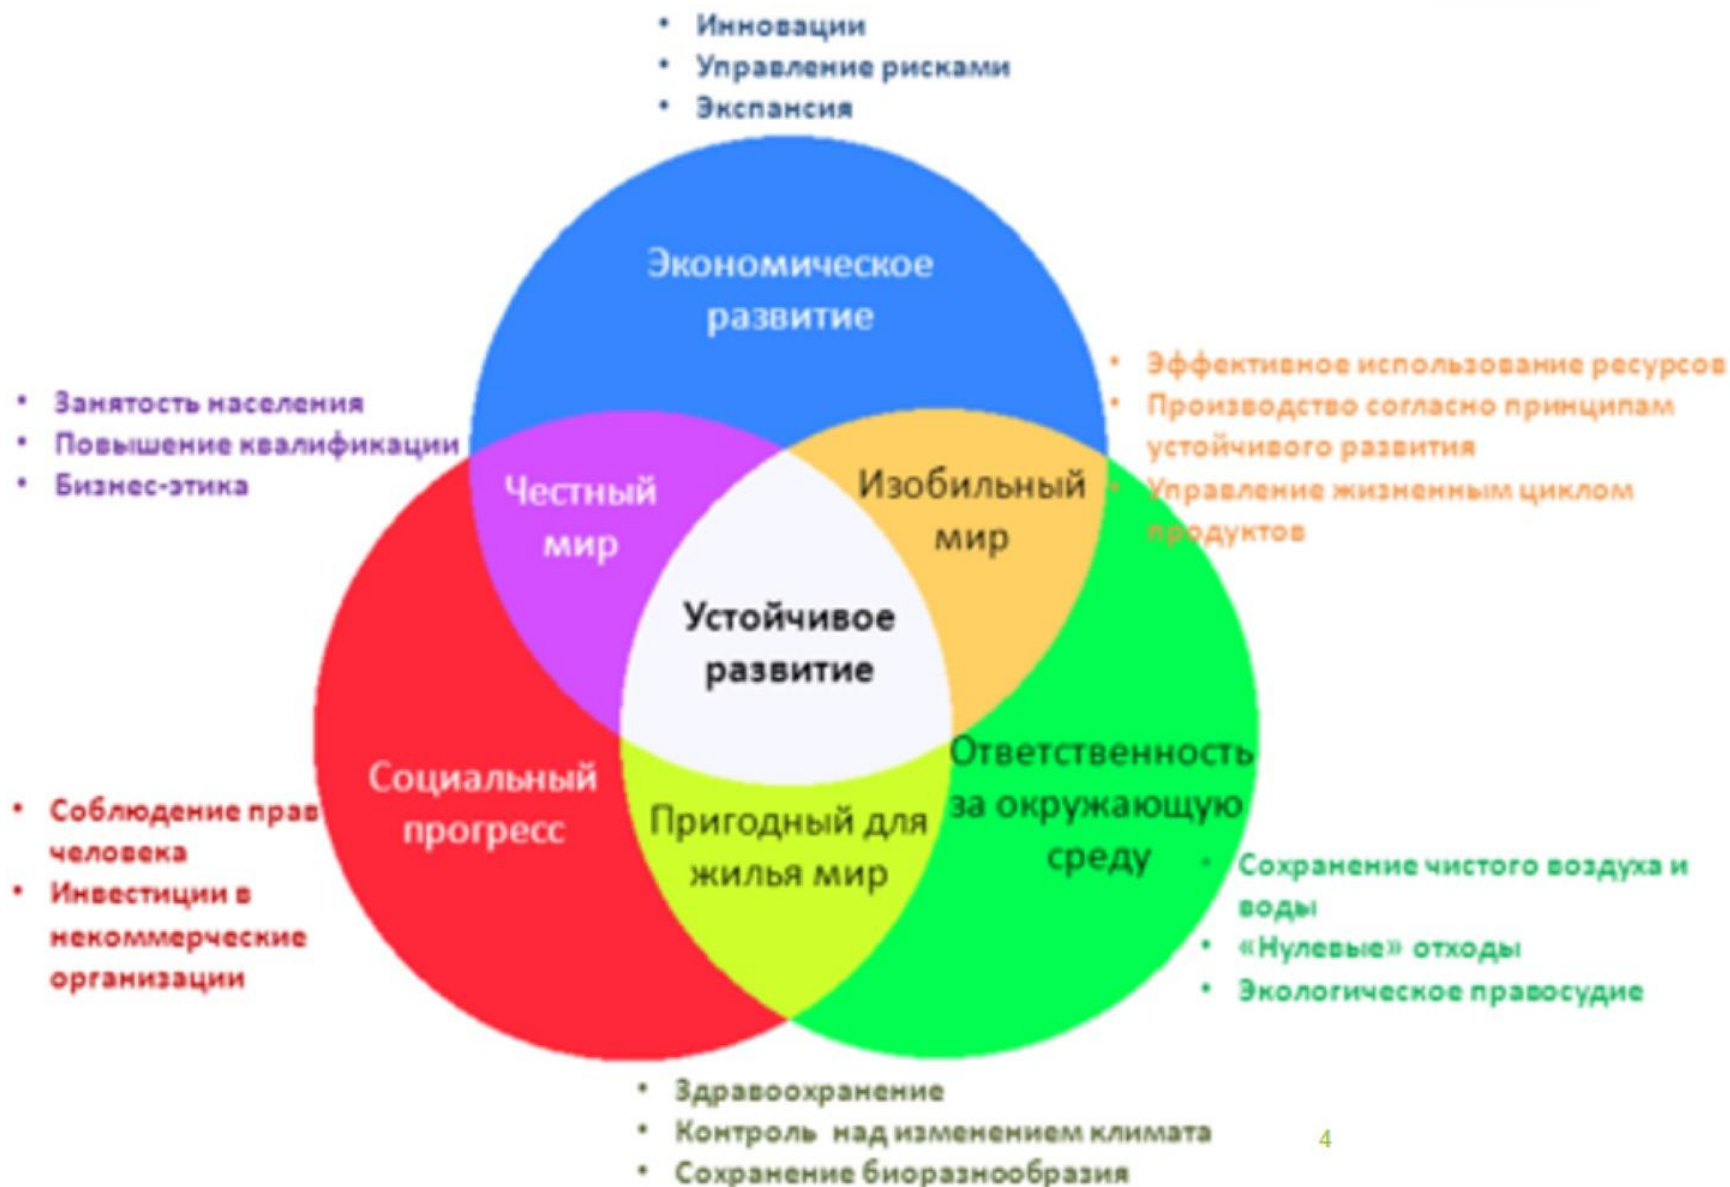 • Инновации
• Управление рисками
• Экспансия
Экономическое
развитие
• Занятость населения
• Повышение квалификации
• Бизнес-этика
• Эффективное использование ресурсов
• Производство согласно принципам
устойчивого развития
• Управление жизненным циклом
продуктов
Честный
мир
Изобильный
мир
Устойчивое
развитие
Социальный
прогресс
Пригодный для
жилья мир
Ответственность
за окружающую
среду
• Соблюдение прав
человека
• Инвестиции в
некоммерческие
организации
• Сохранение чистого воздуха и
воды
• «Нулевые» отходы
• Экологическое правосудие
• Здравоохранение
• Контроль над изменением климата
• Сохранение биоразнообразия
4